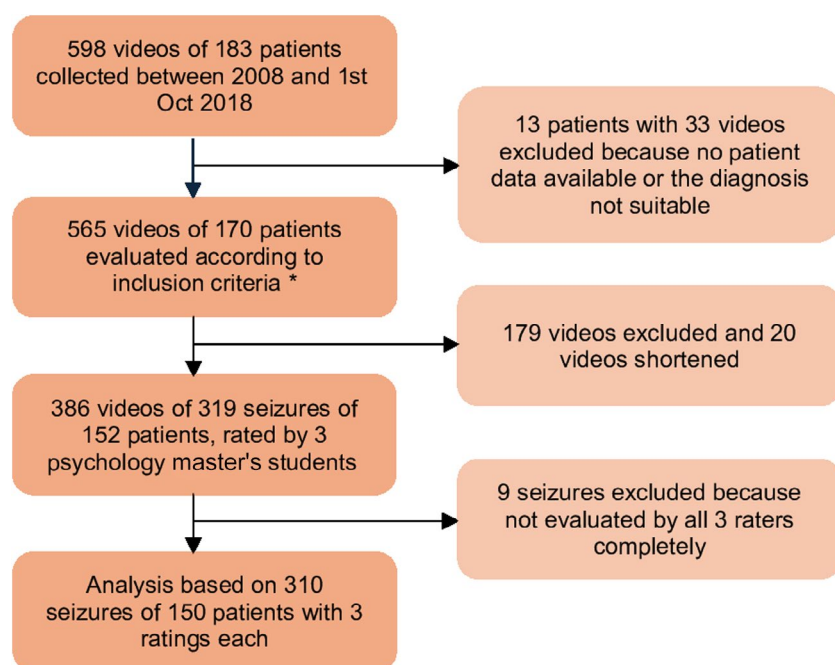 598 videos of 183 patients
collected between 2008 and 1st
Oct 2018
13 patients with 33 videos
excluded because no patient
data available or the diagnosis
not suitable
565 videos of 170 patients
evaluated according to
inclusion criteria *
179 videos excluded and 20
videos shortened
386 videos of 319 seizures of
152 patients, rated by 3
psychology master's students
9 seizures excluded because
not evaluated by all 3 raters
completely
Analysis based on 310
seizures of 150 patients with 3
ratings each